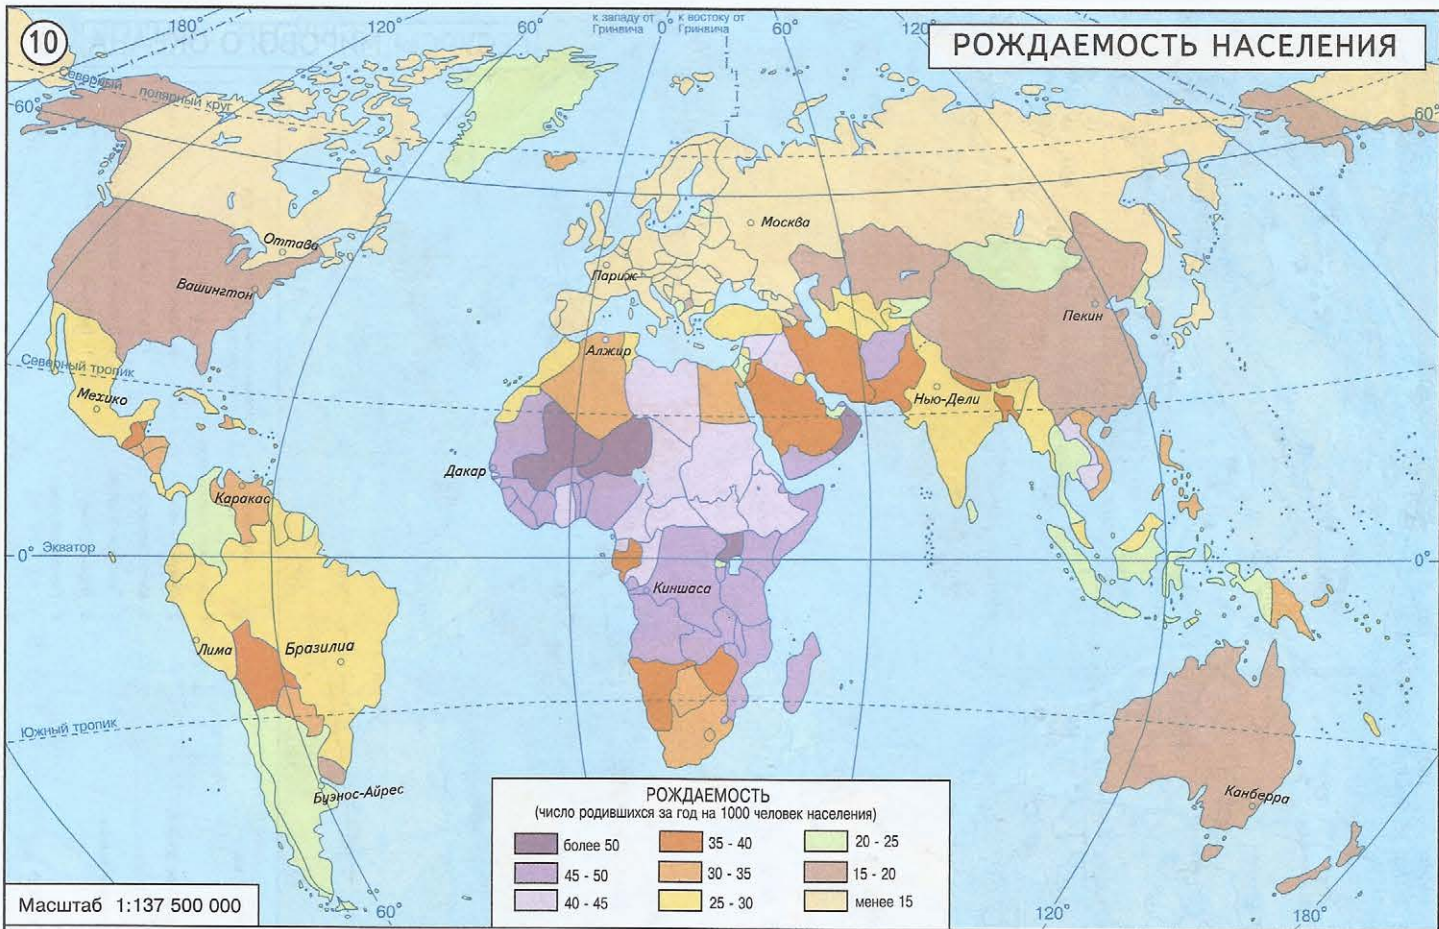 180°
120°
60°
к западу от
Гринвича
0°
к востоку от
Гринвича
60°
120°
10
РОЖДАЕМОСТЬ НАСЕЛЕНИЯ
Северный полярный круг
60°
60°
Москва
Оттава
Париж
Вашингтон
Пекин
Алжир
Северный тропик
Мехико
Нью-Дели
Дакар
Каракас
0° Экватор
0°
Киншаса
Лима
Бразилиа
Южный тропик
Буэнос-Айрес
Канберра
РОЖДАЕМОСТЬ
(число родившихся за год на 1000 человек населения)
более 50
35 - 40
20 - 25
45 - 50
30 - 35
15 - 20
40 - 45
25 - 30
менее 15
Масштаб 1:137 500 000
60°
120°
180°